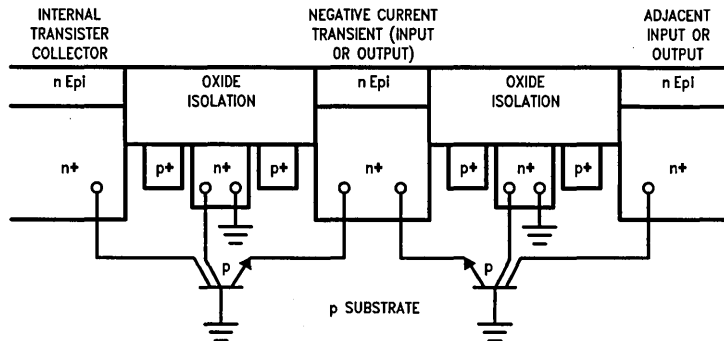 INTERNAL
TRANSISTER
COLLECTOR
NEGATIVE CURRENT
TRANSIENT (INPUT
OR OUTPUT)
ADJACENT
INPUT OR
OUTPUT
n Epi
OXIDE
ISOLATION
n Epi
OXIDE
ISOLATION
n Epi
n+
p+
n+
p+
n+
p+
n+
p+
n+
p
p
p SUBSTRATE